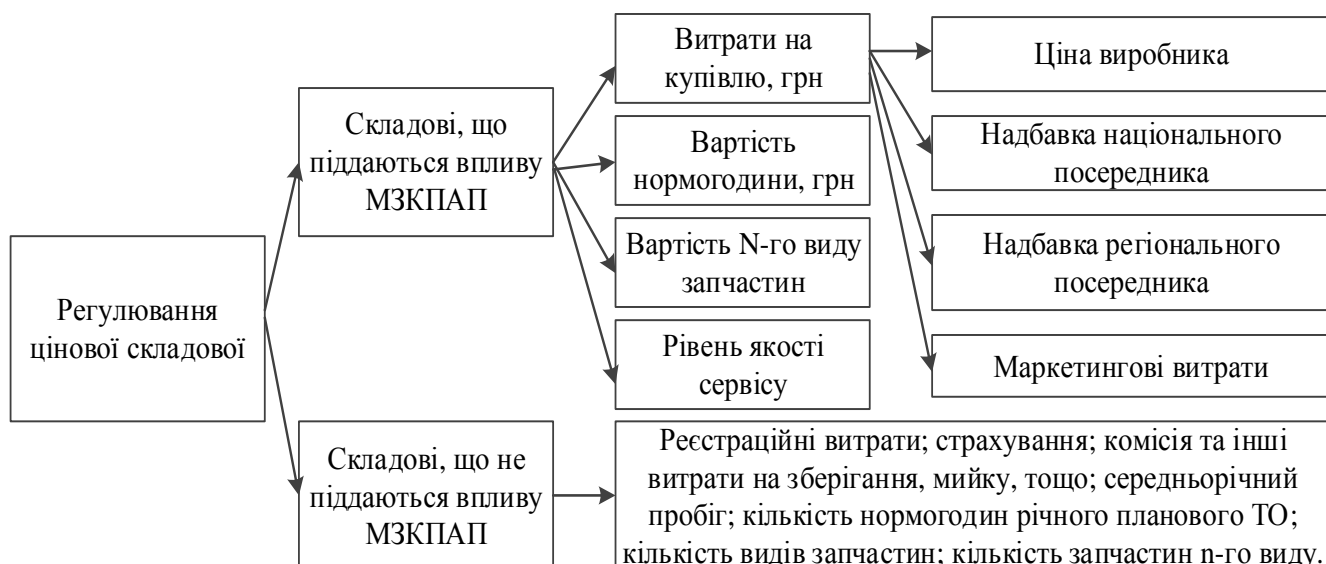 Регулювання
цінової складової
Складові, що
піддаються впливу
МЗКПАП
Витрати на
купівлю, грн
Ціна виробника
Надбавка національного
посередника
Надбавка регіонального
посередника
Маркетингові витрати
Вартість
нормогодини, грн
Вартість N-го виду
запчастин
Рівень якості
сервісу
Складові, що не
піддаються впливу
МЗКПАП
Реєстраційні витрати; страхування; комісія та інші
витрати на зберігання, мийку, тощо; середньорічний
пробіг; кількість нормогодин річного планового ТО;
кількість видів запчастин; кількість запчастин n-го виду.